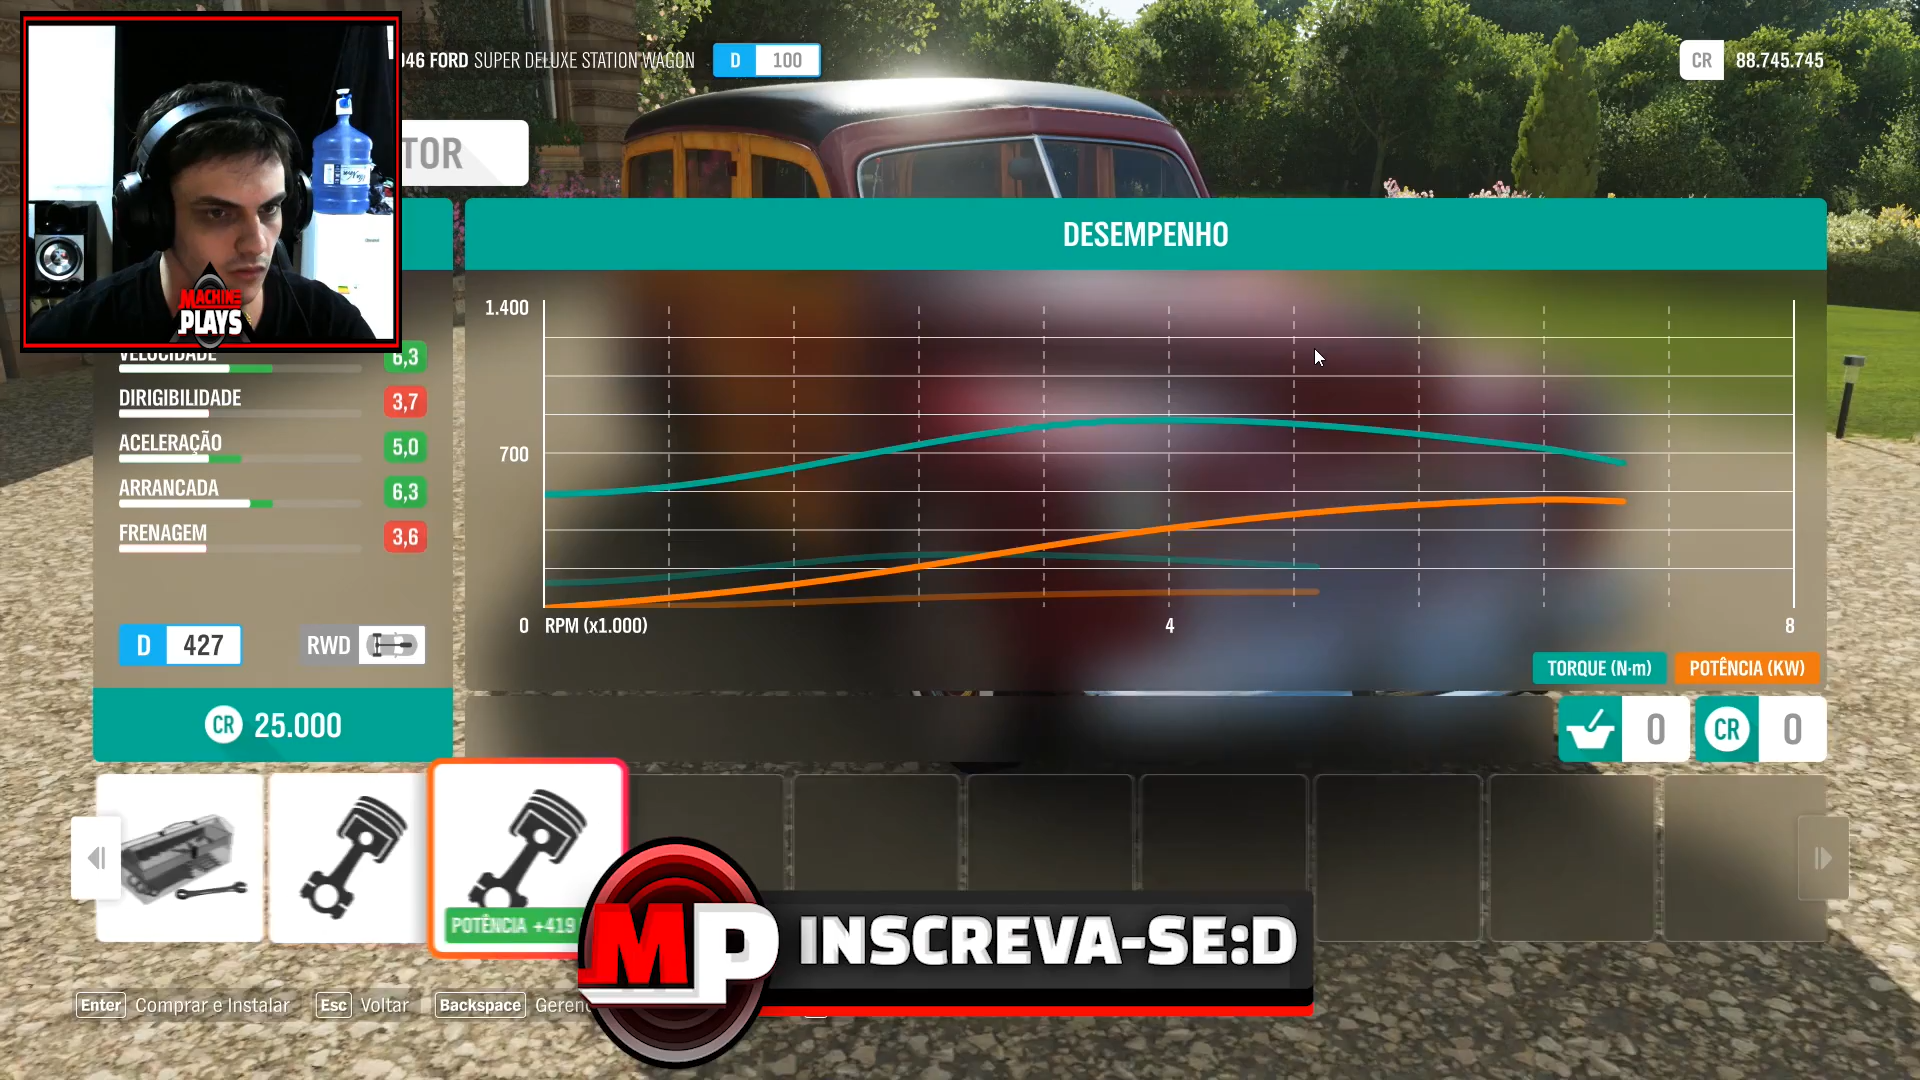 046 FORD SUPER DELUXE STATION WAGON D 100
CR 88.745.745
TOR
MACHINE
PLAYS
DESEMPENHO
1.400
700
0
RPM (x1.000)
4
8
TORQUE (N·m)
POTÊNCIA (KW)
VELOCIDADE 6,3
DIRIGIBILIDADE 3,7
ACELERAÇÃO 5,0
ARRANCADA 6,3
FRENAGEM 3,6
D 427
RWD
CR 25.000
0
CR 0
POTÊNCIA +419
MP
INSCREVA-SE:D
Enter Comprar e Instalar
Esc Voltar
Backspace Geren